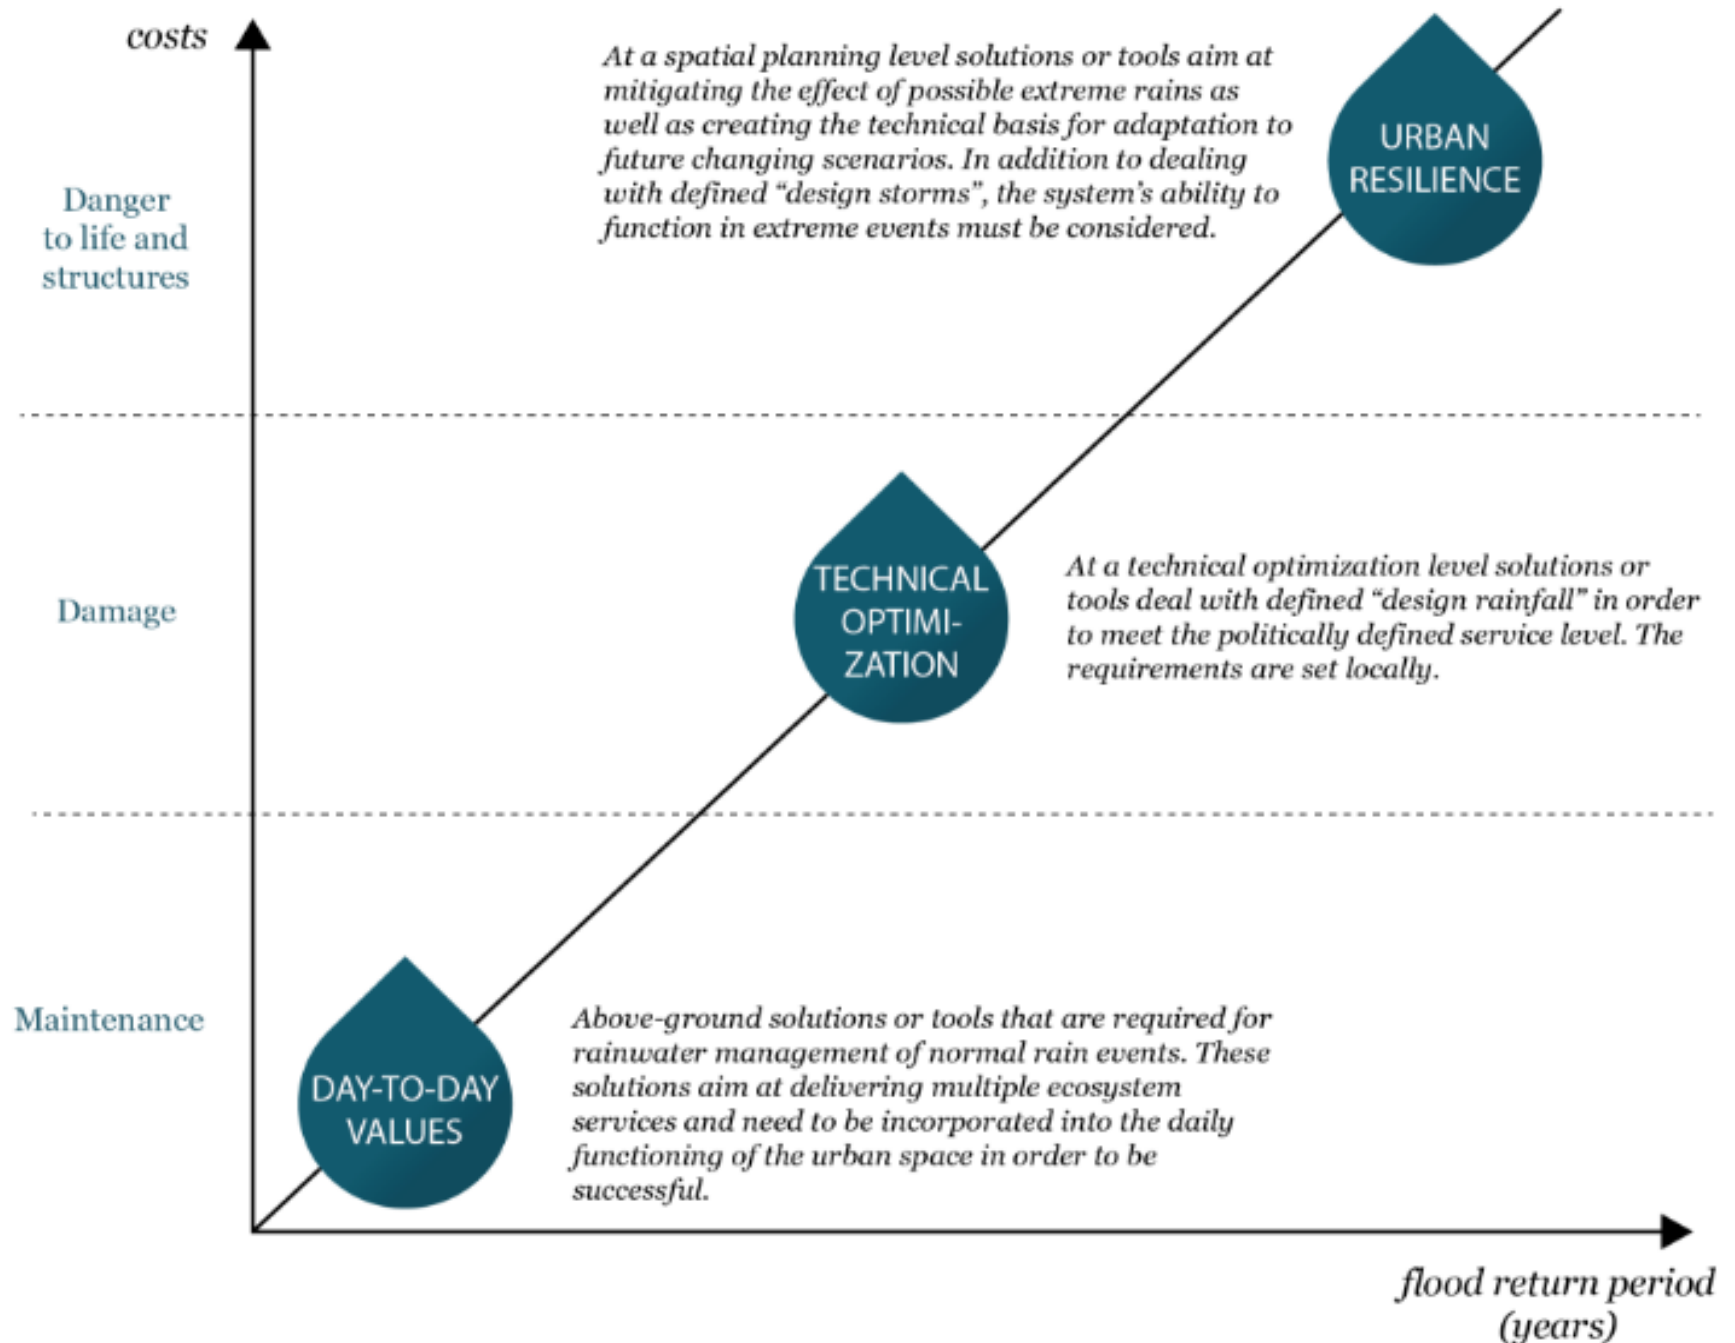 costs
At a spatial planning level solutions or tools aim at
mitigating the effect of possible extreme rains as
well as creating the technical basis for adaptation to
future changing scenarios. In addition to dealing
with defined “design storms”, the system’s ability to
function in extreme events must be considered.
URBAN
RESILIENCE
Danger
to life and
structures
TECHNICAL
OPTIMI-
ZATION
At a technical optimization level solutions or
tools deal with defined “design rainfall” in order
to meet the politically defined service level. The
requirements are set locally.
Damage
Maintenance
DAY-TO-DAY
VALUES
Above-ground solutions or tools that are required for
rainwater management of normal rain events. These
solutions aim at delivering multiple ecosystem
services and need to be incorporated into the daily
functioning of the urban space in order to be
successful.
flood return period
(years)